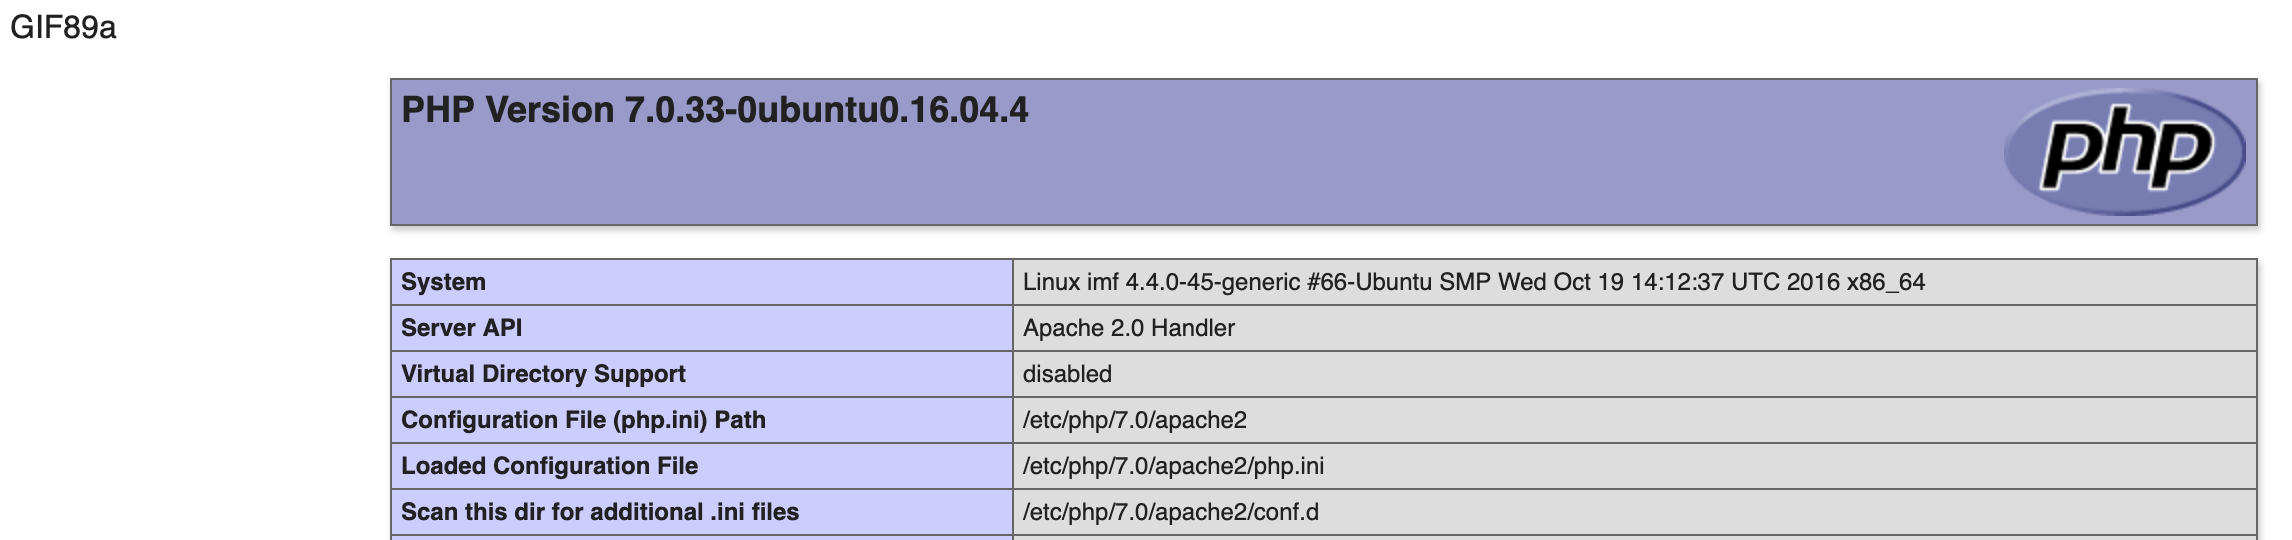 GIF89a
PHP Version 7.0.33-0ubuntu0.16.04.4
php
System Linux imf 4.4.0-45-generic #66-Ubuntu SMP Wed Oct 19 14:12:37 UTC 2016 x86_64
Server API Apache 2.0 Handler
Virtual Directory Support disabled
Configuration File (php.ini) Path /etc/php/7.0/apache2
Loaded Configuration File /etc/php/7.0/apache2/php.ini
Scan this dir for additional .ini files /etc/php/7.0/apache2/conf.d